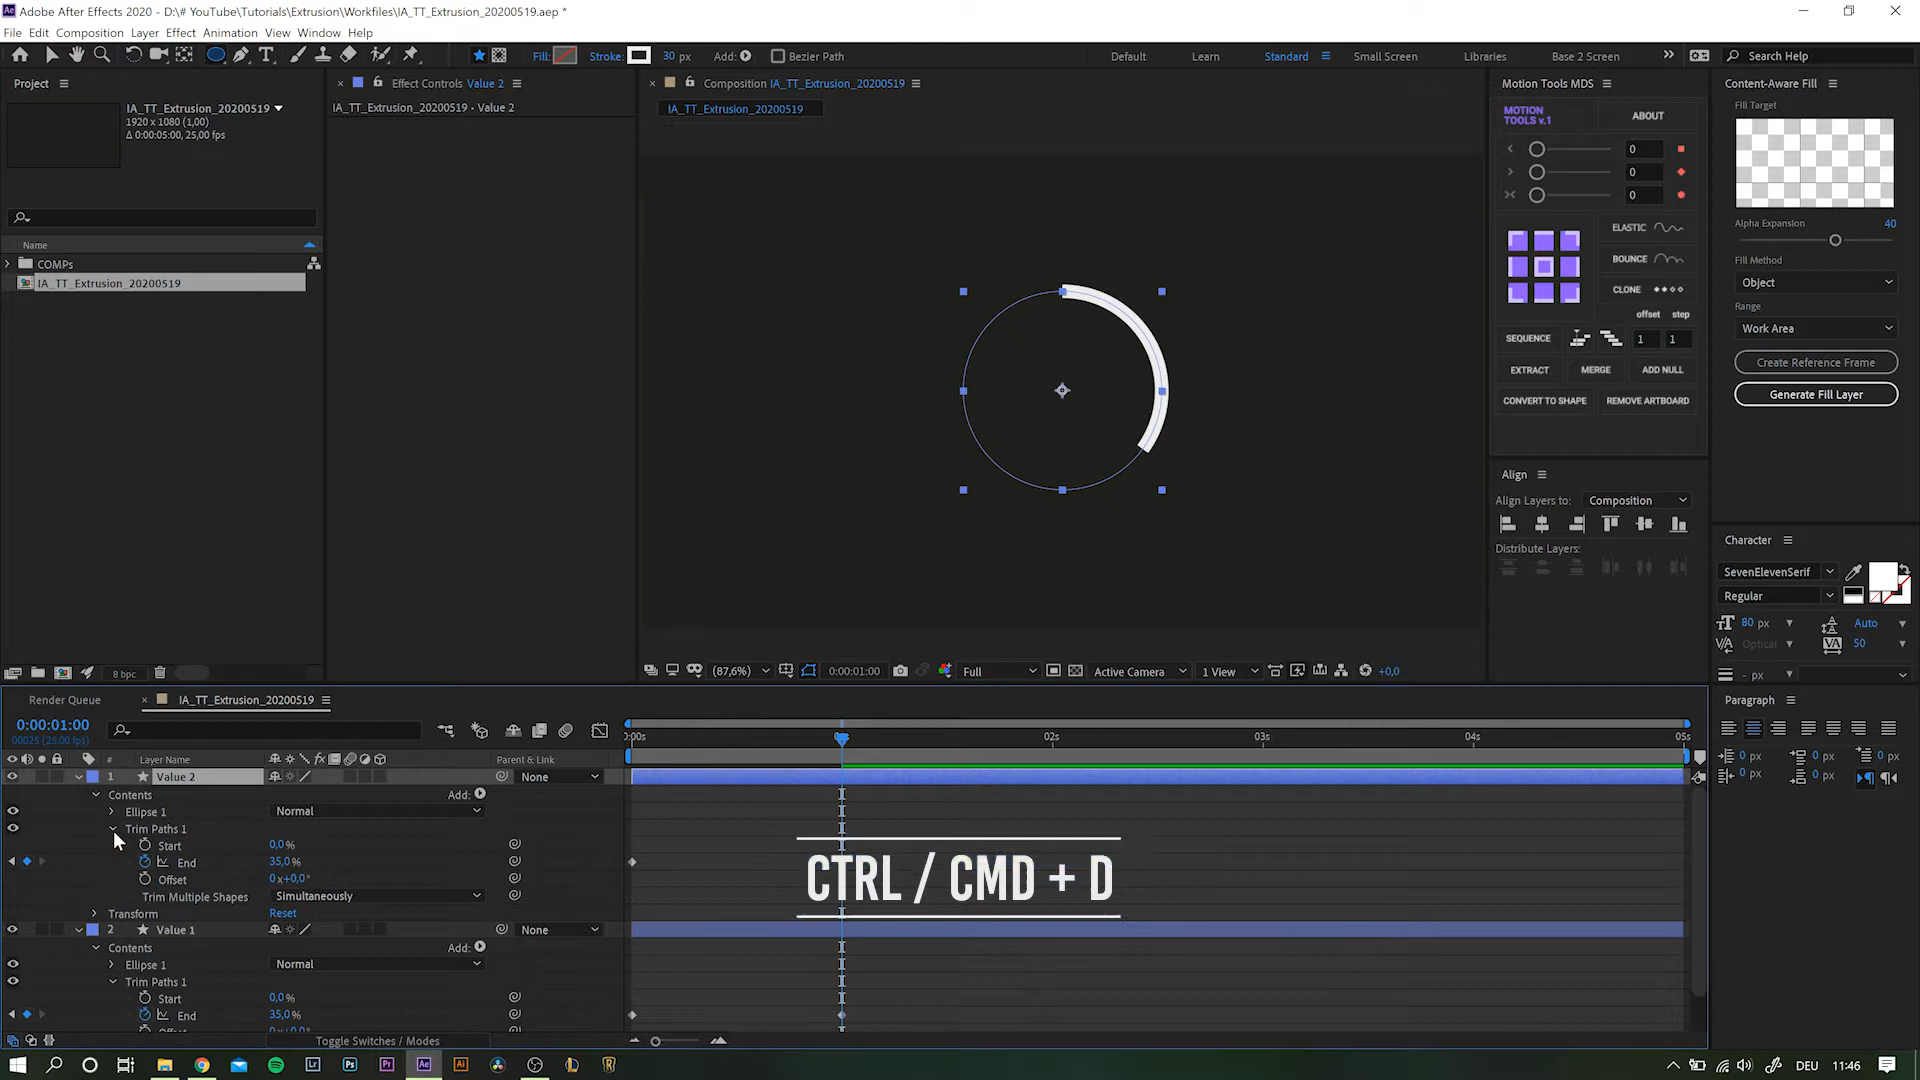 Adobe After Effects 2020 - D:\# YouTube\Tutorials\Extrusion\Workfiles\IA_TT_Extrusion_20200519.aep *
File Edit Composition Layer Effect Animation View Window Help
Fill: Stroke: 30 px Add: Bezier Path Default Learn Standard Small Screen Libraries Base 2 Screen Search Help
Project
IA_TT_Extrusion_20200519
1920 x 1080 (1,00)
Δ 0:00:05:00, 25,00 fps
Name
COMPs
IA_TT_Extrusion_20200519
8 bpc
Effect Controls Value 2
IA_TT_Extrusion_20200519 • Value 2
Composition IA_TT_Extrusion_20200519
IA_TT_Extrusion_20200519
(87,6%) 0:00:01:00 Full Active Camera 1 View +0,0
Motion Tools MDS
MOTION TOOLS v.1
ABOUT
0
0
0
ELASTIC
BOUNCE
CLONE
offset step
SEQUENCE 1 1
EXTRACT MERGE ADD NULL
CONVERT TO SHAPE REMOVE ARTBOARD
Align
Align Layers to: Composition
Distribute Layers:
Content-Aware Fill
Fill Target
Alpha Expansion 40
Fill Method
Object
Range
Work Area
Create Reference Frame
Generate Fill Layer
Character
SevenElevenSerif
Regular
80 px Auto
Optical 50
- px
Paragraph
0 px 0 px 0 px
0 px 0 px
Render Queue IA_TT_Extrusion_20200519
0:00:01:00
00025 (25.00 fps)
# Layer Name Parent & Link
0:00s 02s 03s 04s 05s
1 Value 2 None
Contents Add:
Ellipse 1 Normal
Trim Paths 1
Start 0,0%
End 35,0%
Offset 0x+0,0°
Trim Multiple Shapes Simultaneously
Transform Reset
2 Value 1 None
Contents Add:
Ellipse 1 Normal
Trim Paths 1
Start 0,0%
End 35,0%
Toggle Switches / Modes
CTRL / CMD + D
Lr Ps Pr Ae Ai
DEU 11:46